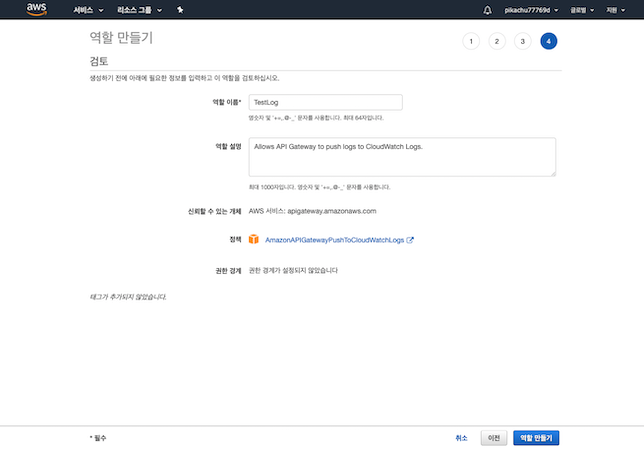 aws 서비스 리소스 그룹 pikachu77769d 글로벌 지원
역할 만들기 1 2 3 4
검토
생성하기 전에 아래에 필요한 정보를 입력하고 이 역할을 검토하십시오.
역할 이름* TestLog
영숫자 및 '+=,.@-_' 문자를 사용합니다. 최대 64자입니다.
역할 설명 Allows API Gateway to push logs to CloudWatch Logs.
최대 1000자입니다. 영숫자 및 '+=,.@-_' 문자를 사용합니다.
신뢰할 수 있는 개체 AWS 서비스: apigateway.amazonaws.com
정책 AmazonAPIGatewayPushToCloudWatchLogs
권한 경계 권한 경계가 설정되지 않았습니다
태그가 추가되지 않았습니다.
* 필수 취소 이전 역할 만들기